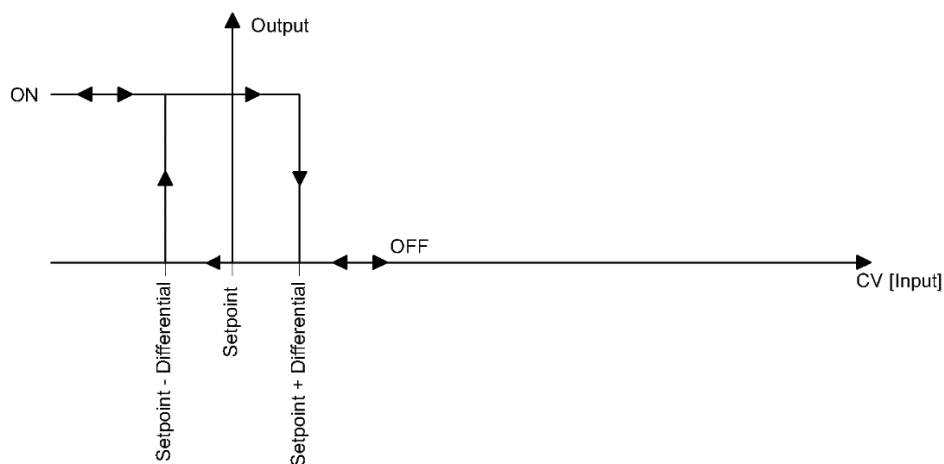 Output
ON
OFF
CV [Input]
Setpoint - Differential
Setpoint
Setpoint + Differential